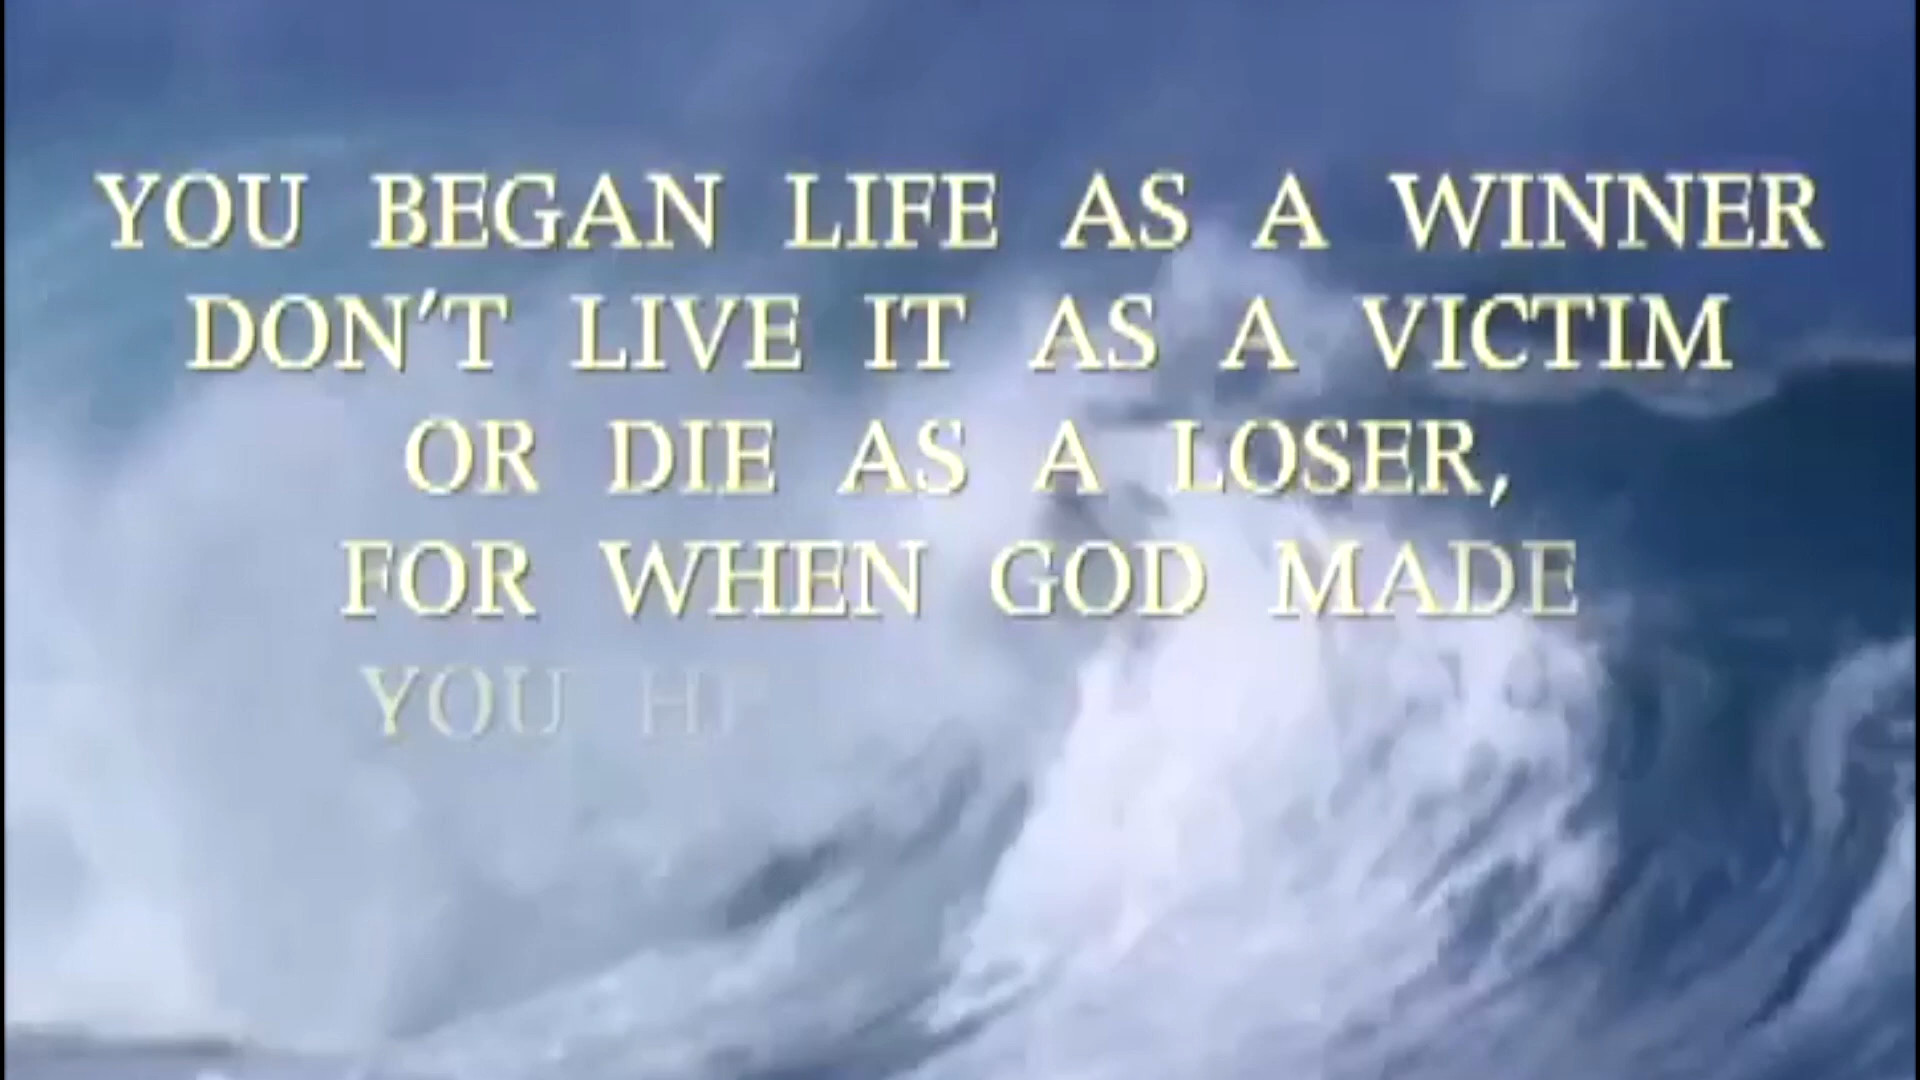 YOU BEGAN LIFE AS A WINNER
DON'T LIVE IT AS A VICTIM
OR DIE AS A LOSER,
FOR WHEN GOD MADE
YOU HE